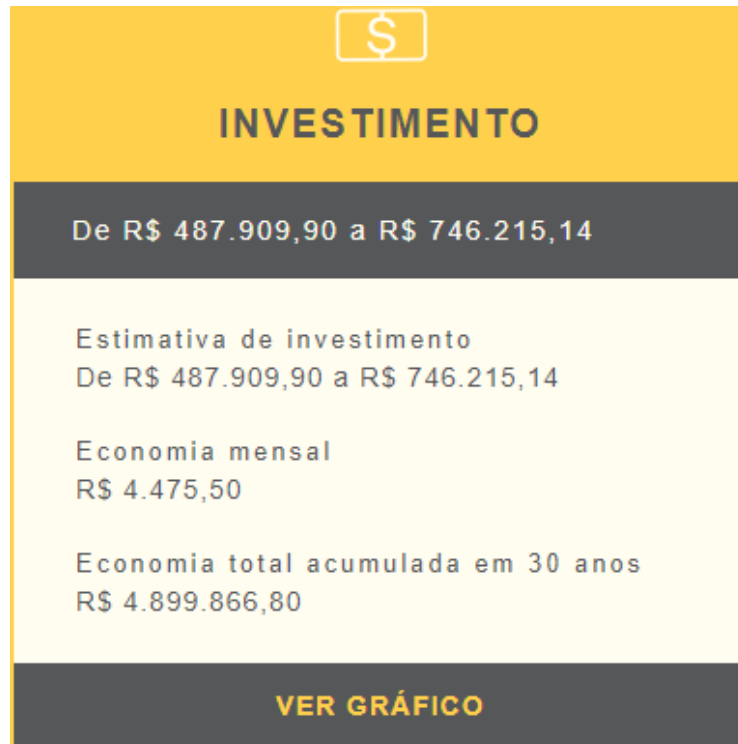 $
INVESTIMENTO
De R$ 487.909,90 a R$ 746.215,14
Estimativa de investimento
De R$ 487.909,90 a R$ 746.215,14
Economia mensal
R$ 4.475,50
Economia total acumulada em 30 anos
R$ 4.899.866,80
VER GRÁFICO